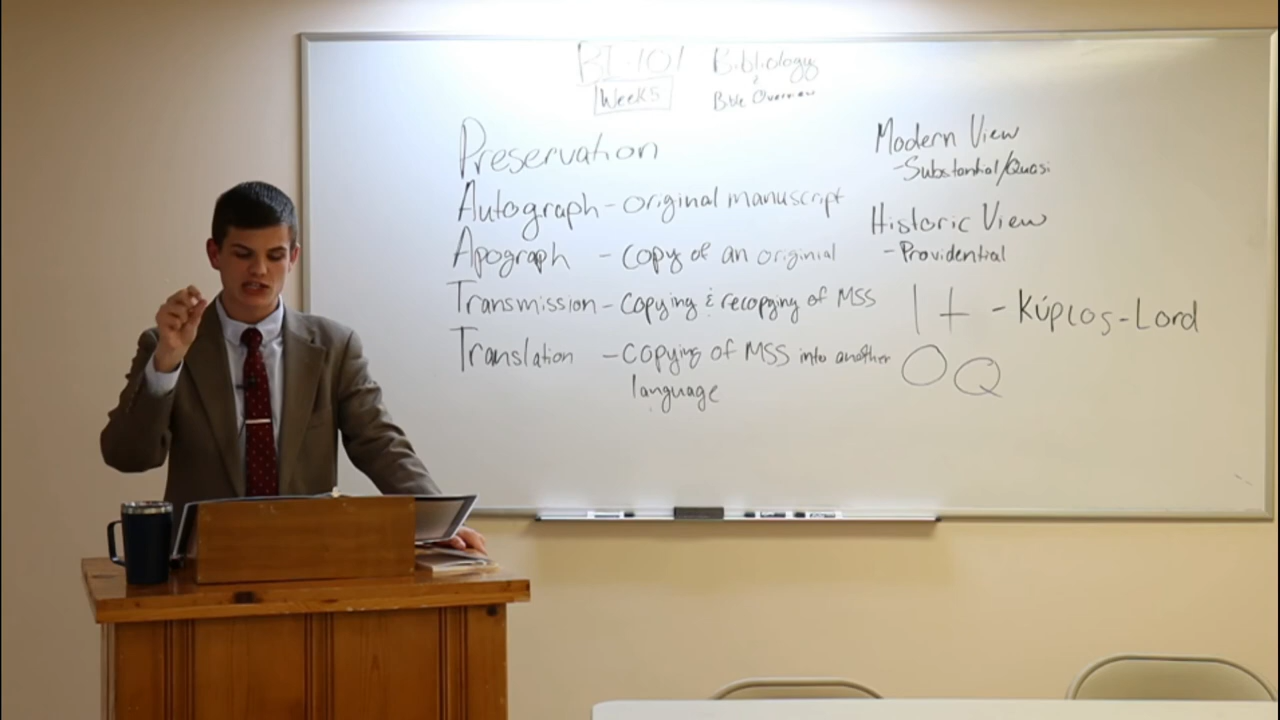 BI-101 Bibliology
Week 5
& Bible Overview
Preservation
Autograph - original manuscript
Apograph - copy of an originial
Transmission - copying & recopying of MSS
Translation - copying of MSS into another
language
Modern View
- Substantial/Quasi
Historic View
- Providential
| + - Κύριος - Lord
O Q